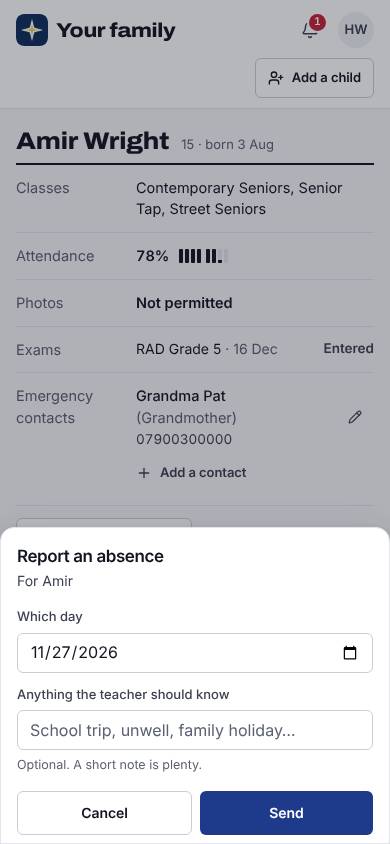 Your family
1
HW
Add a child
Amir Wright 15 · born 3 Aug
Classes
Contemporary Seniors, Senior
Tap, Street Seniors
Attendance
78%
Photos
Not permitted
Exams
RAD Grade 5 · 16 Dec
Entered
Emergency
contacts
Grandma Pat
(Grandmother)
07900300000
Add a contact
Report an absence
For Amir
Which day
11/27/2026
Anything the teacher should know
School trip, unwell, family holiday...
Optional. A short note is plenty.
Cancel
Send